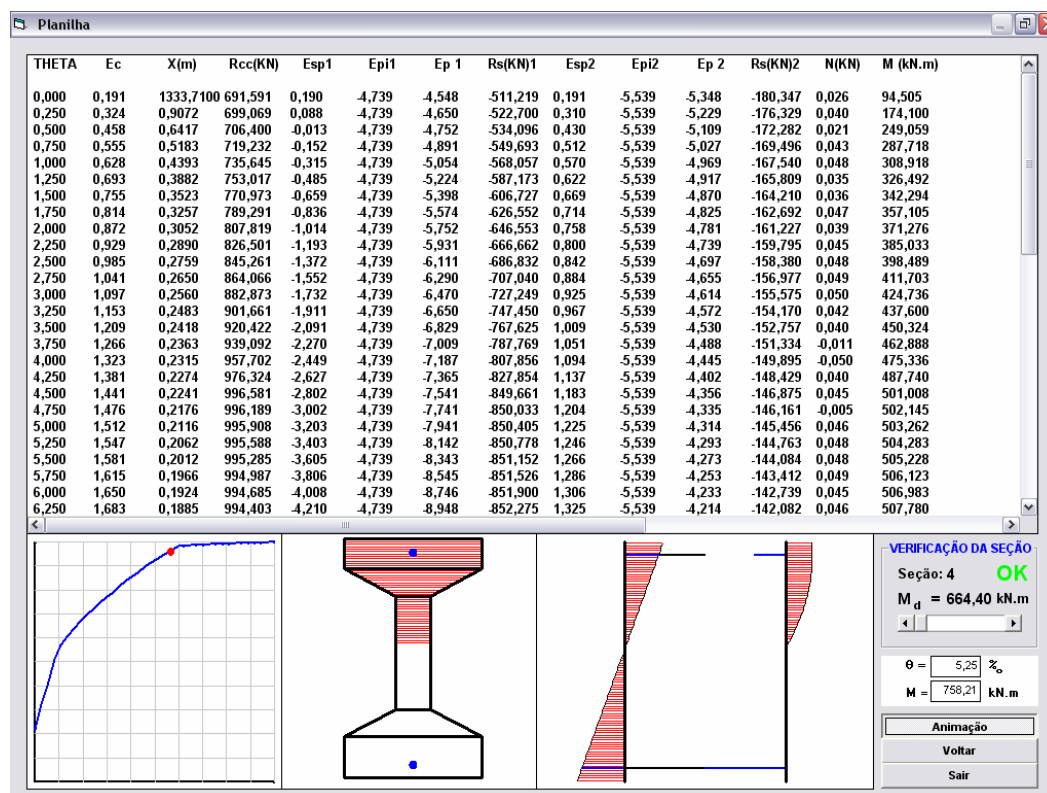 Planilha
THETA Ec X(m) Rcc(KN) Esp1 Epi1 Ep 1 Rs(KN)1 Esp2 Epi2 Ep 2 Rs(KN)2 N(KN) M (kN.m)
0,000 0,191 1333,7100 691,591 0,190 -4,739 -4,548 -511,219 0,191 -5,539 -5,348 -180,347 0,026 94,505
0,250 0,324 0,9072 699,069 0,088 -4,739 -4,650 -522,700 0,310 -5,539 -5,229 -176,329 0,040 174,100
0,500 0,458 0,6417 706,400 -0,013 -4,739 -4,752 -534,096 0,430 -5,539 -5,109 -172,282 0,021 249,059
0,750 0,555 0,5183 719,232 -0,152 -4,739 -4,891 -549,693 0,512 -5,539 -5,027 -169,496 0,043 287,718
1,000 0,628 0,4393 735,645 -0,315 -4,739 -5,054 -568,057 0,570 -5,539 -4,969 -167,540 0,048 308,918
1,250 0,693 0,3882 753,017 -0,485 -4,739 -5,224 -587,173 0,622 -5,539 -4,917 -165,809 0,035 326,492
1,500 0,755 0,3523 770,973 -0,659 -4,739 -5,398 -606,727 0,669 -5,539 -4,870 -164,210 0,036 342,294
1,750 0,814 0,3257 789,291 -0,836 -4,739 -5,574 -626,552 0,714 -5,539 -4,825 -162,692 0,047 357,105
2,000 0,872 0,3052 807,819 -1,014 -4,739 -5,752 -646,553 0,758 -5,539 -4,781 -161,227 0,039 371,276
2,250 0,929 0,2890 826,501 -1,193 -4,739 -5,931 -666,662 0,800 -5,539 -4,739 -159,795 0,045 385,033
2,500 0,985 0,2759 845,261 -1,372 -4,739 -6,111 -686,832 0,842 -5,539 -4,697 -158,380 0,048 398,489
2,750 1,041 0,2650 864,066 -1,552 -4,739 -6,290 -707,040 0,884 -5,539 -4,655 -156,977 0,049 411,703
3,000 1,097 0,2560 882,873 -1,732 -4,739 -6,470 -727,249 0,925 -5,539 -4,614 -155,575 0,050 424,736
3,250 1,153 0,2483 901,661 -1,911 -4,739 -6,650 -747,450 0,967 -5,539 -4,572 -154,170 0,042 437,600
3,500 1,209 0,2418 920,422 -2,091 -4,739 -6,829 -767,625 1,009 -5,539 -4,530 -152,757 0,040 450,324
3,750 1,266 0,2363 939,092 -2,270 -4,739 -7,009 -787,769 1,051 -5,539 -4,488 -151,334 -0,011 462,888
4,000 1,323 0,2315 957,702 -2,449 -4,739 -7,187 -807,856 1,094 -5,539 -4,445 -149,895 -0,050 475,336
4,250 1,381 0,2274 976,324 -2,627 -4,739 -7,365 -827,854 1,137 -5,539 -4,402 -148,429 0,040 487,740
4,500 1,441 0,2241 996,581 -2,802 -4,739 -7,541 -849,661 1,183 -5,539 -4,356 -146,875 0,045 501,008
4,750 1,476 0,2176 996,189 -3,002 -4,739 -7,741 -850,033 1,204 -5,539 -4,335 -146,161 -0,005 502,145
5,000 1,512 0,2116 995,908 -3,203 -4,739 -7,941 -850,405 1,225 -5,539 -4,314 -145,456 0,046 503,262
5,250 1,547 0,2062 995,588 -3,403 -4,739 -8,142 -850,778 1,246 -5,539 -4,293 -144,763 0,048 504,283
5,500 1,581 0,2012 995,285 -3,605 -4,739 -8,343 -851,152 1,266 -5,539 -4,273 -144,084 0,048 505,228
5,750 1,615 0,1966 994,987 -3,806 -4,739 -8,545 -851,526 1,286 -5,539 -4,253 -143,412 0,049 506,123
6,000 1,650 0,1924 994,685 -4,008 -4,739 -8,746 -851,900 1,306 -5,539 -4,233 -142,739 0,045 506,983
6,250 1,683 0,1885 994,403 -4,210 -4,739 -8,948 -852,275 1,325 -5,539 -4,214 -142,082 0,046 507,780
VERIFICAÇÃO DA SEÇÃO
Seção: 4 OK
M d = 664,40 kN.m
θ = 5,25 %o
M = 758,21 kN.m
Animação
Voltar
Sair